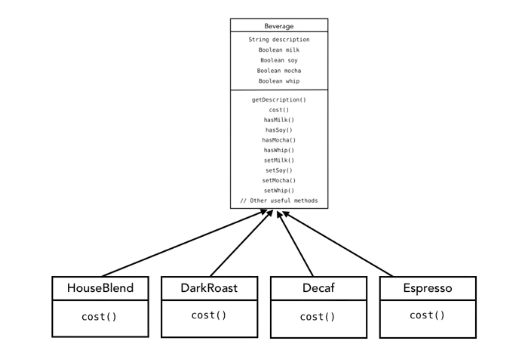 Beverage
String description
Boolean milk
Boolean soy
Boolean mocha
Boolean whip
getDescription()
cost()
hasMilk()
hasSoy()
hasMocha()
hasWhip()
setMilk()
setSoy()
setMocha()
setWhip()
// Other useful methods
HouseBlend
DarkRoast
Decaf
Espresso
cost()
cost()
cost()
cost()